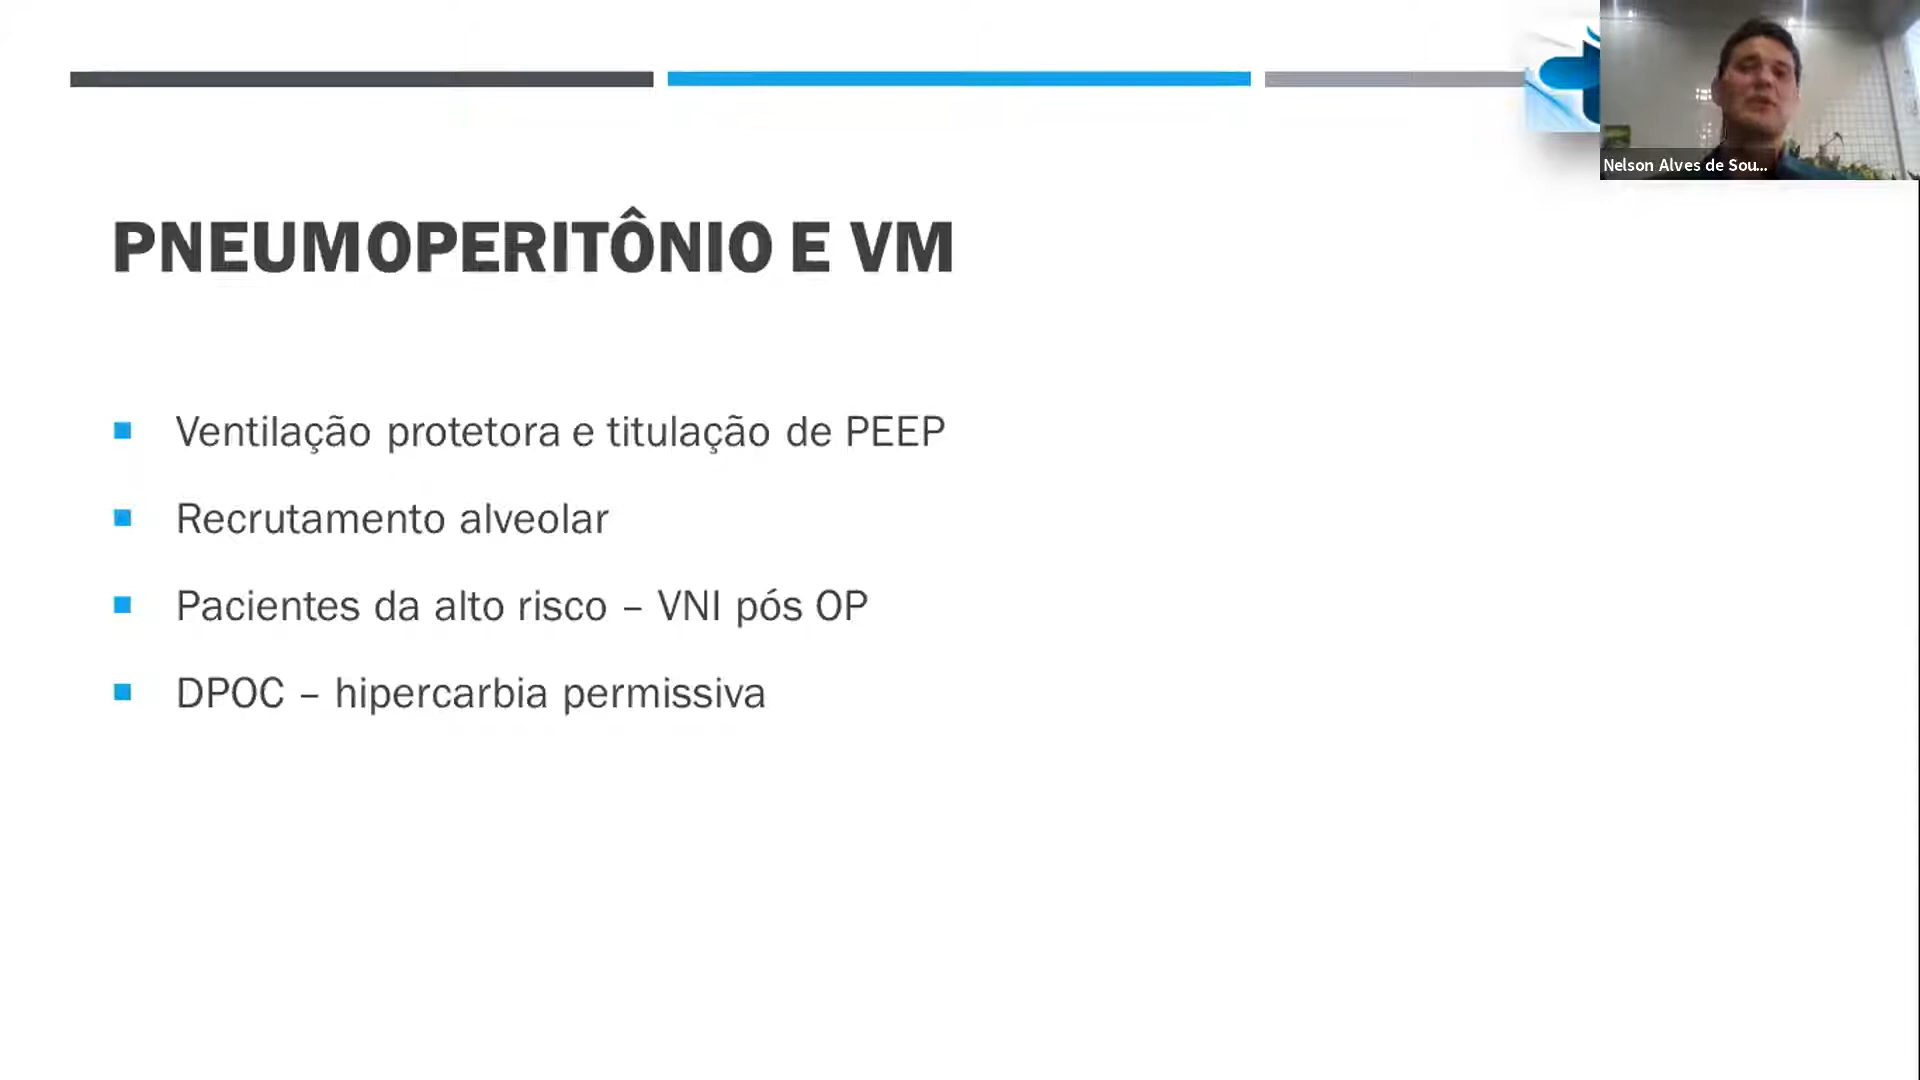 Nelson Alves de Sou...
PNEUMOPERITÔNIO E VM
Ventilação protetora e titulação de PEEP
Recrutamento alveolar
Pacientes da alto risco – VNI pós OP
DPOC – hipercarbia permissiva